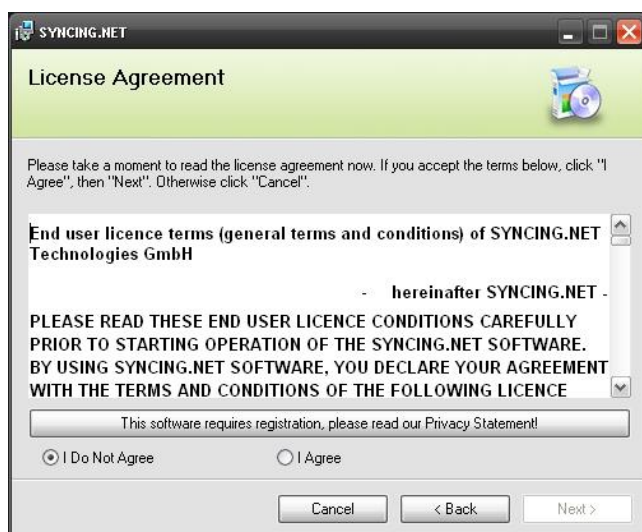 SYNCING.NET
License Agreement
Please take a moment to read the license agreement now. If you accept the terms below, click "I
Agree", then "Next". Otherwise click "Cancel".
End user licence terms (general terms and conditions) of SYNCING.NET
Technologies GmbH
- hereinafter SYNCING.NET -
PLEASE READ THESE END USER LICENCE CONDITIONS CAREFULLY
PRIOR TO STARTING OPERATION OF THE SYNCING.NET SOFTWARE.
BY USING SYNCING.NET SOFTWARE, YOU DECLARE YOUR AGREEMENT
WITH THE TERMS AND CONDITIONS OF THE FOLLOWING LICENCE
This software requires registration, please read our Privacy Statement!
I Do Not Agree I Agree
Cancel < Back Next >